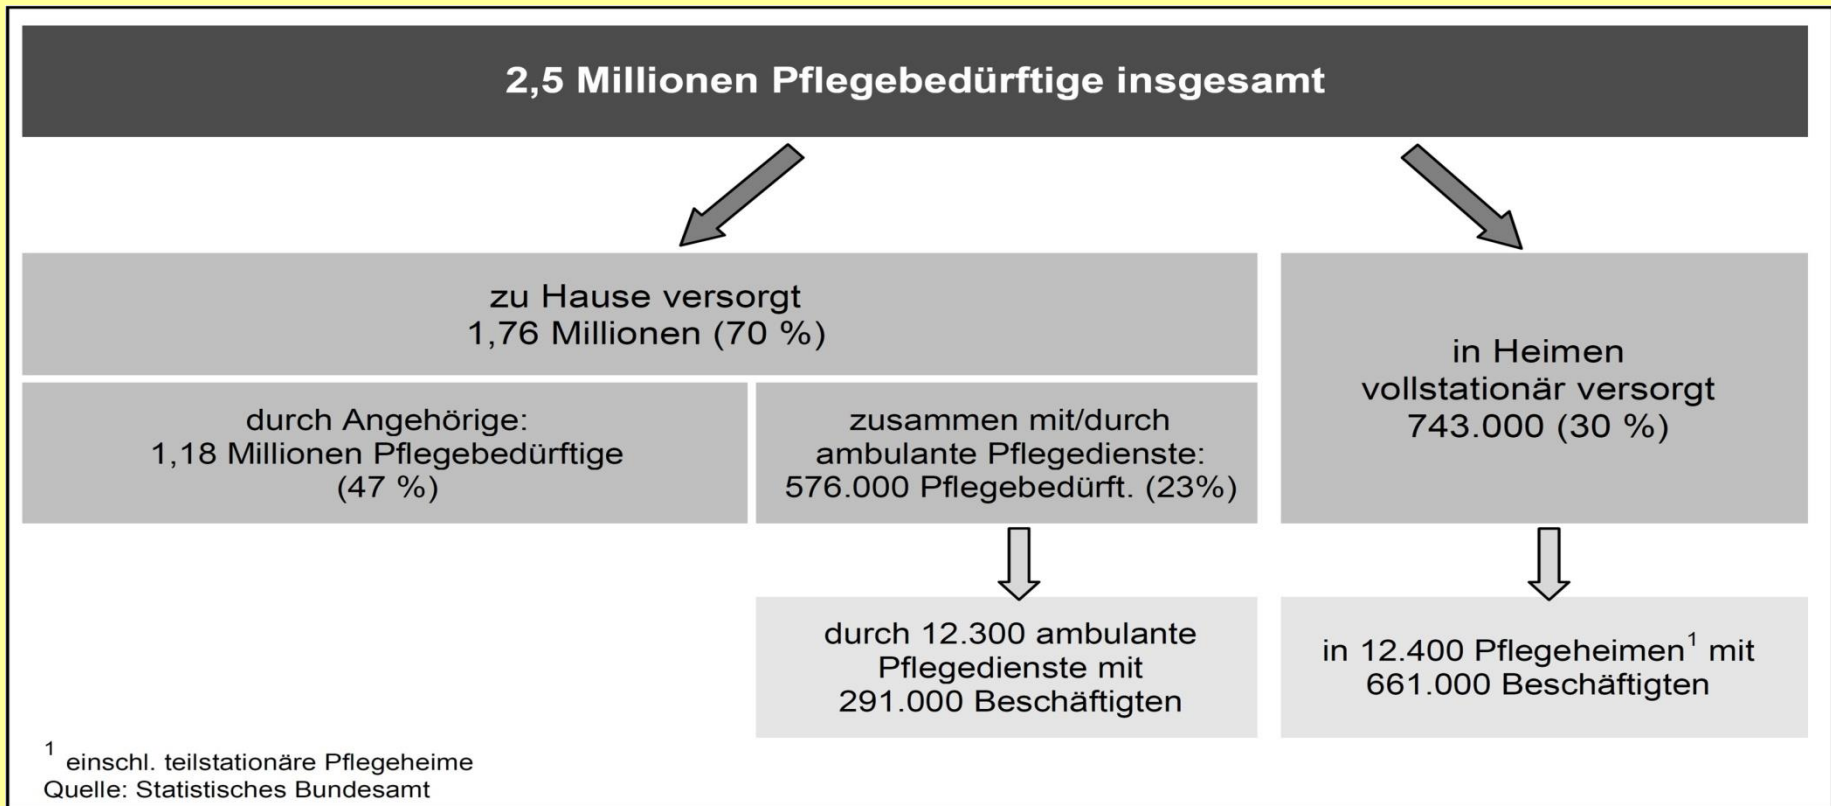 2,5 Millionen Pflegebedürftige insgesamt
zu Hause versorgt
1,76 Millionen (70 %)
durch Angehörige:
1,18 Millionen Pflegebedürftige
(47 %)
zusammen mit/durch
ambulante Pflegedienste:
576.000 Pflegebedürft. (23%)
in Heimen
vollstationär versorgt
743.000 (30 %)
durch 12.300 ambulante
Pflegedienste mit
291.000 Beschäftigten
in 12.400 Pflegeheimen¹ mit
661.000 Beschäftigten
¹ einschl. teilstationäre Pflegeheime
Quelle: Statistisches Bundesamt